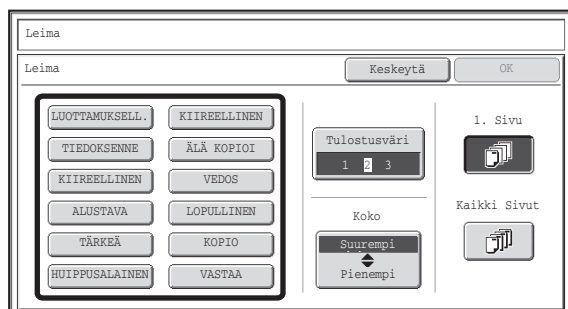 Leima
Leima
Keskeytä
OK
LUOTTAMUKSELL.
KIIREELLINEN
TIEDOKSENNE
ÄLÄ KOPIOI
KIIREELLINEN
VEDOS
ALUSTAVA
LOPULLINEN
TÄRKEÄ
KOPIO
HUIPPUSALAINEN
VASTAA
Tulostusväri
1 2 3
Koko
Suurempi
Pienempi
1. Sivu
Kaikki Sivut